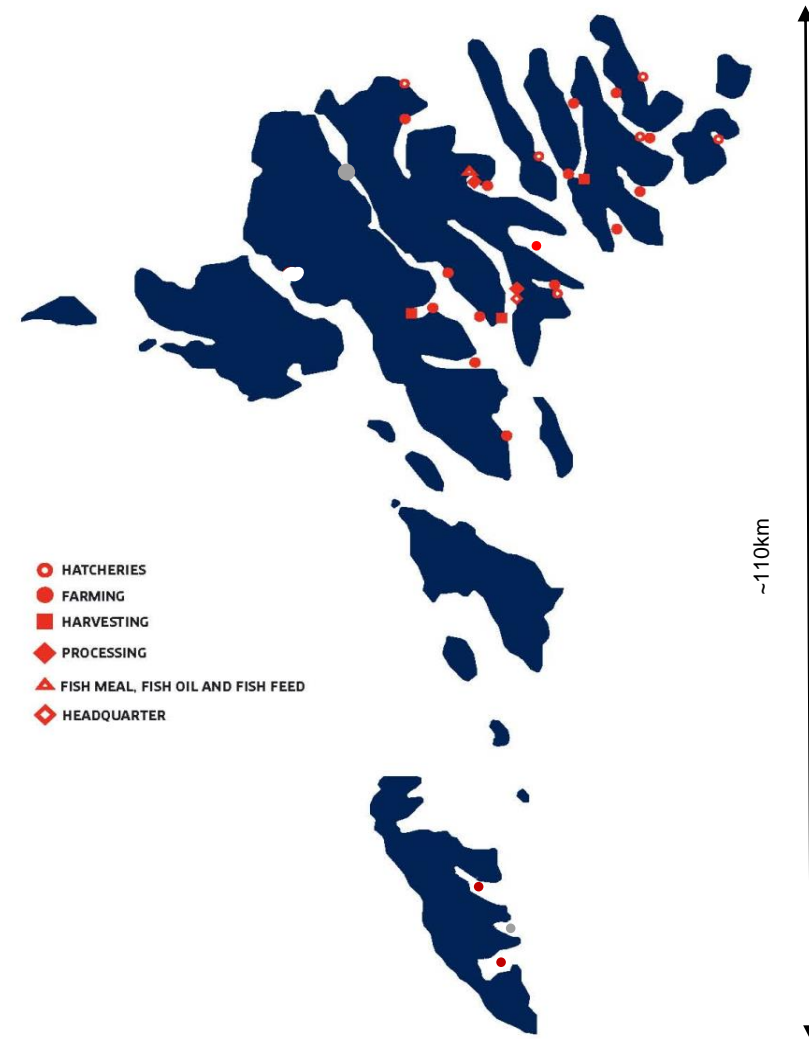 ~110km
HATCHERIES
FARMING
HARVESTING
PROCESSING
FISH MEAL, FISH OIL AND FISH FEED
HEADQUARTER